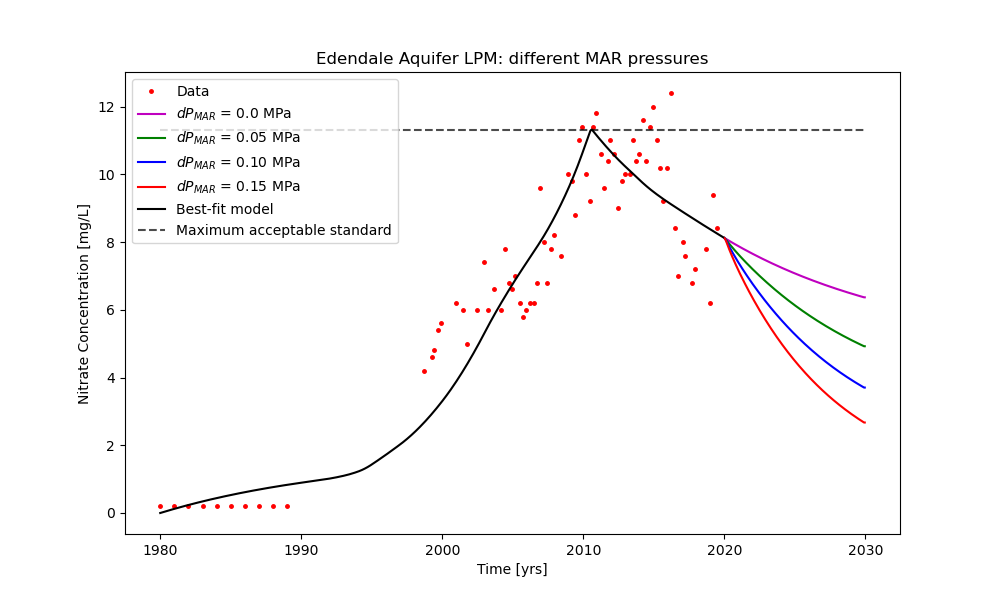 Edendale Aquifer LPM: different MAR pressures
Data
dP_MAR = 0.0 MPa
dP_MAR = 0.05 MPa
dP_MAR = 0.10 MPa
dP_MAR = 0.15 MPa
Best-fit model
Maximum acceptable standard
Nitrate Concentration [mg/L]
12
10
8
6
4
2
0
1980 1990 2000 2010 2020 2030
Time [yrs]